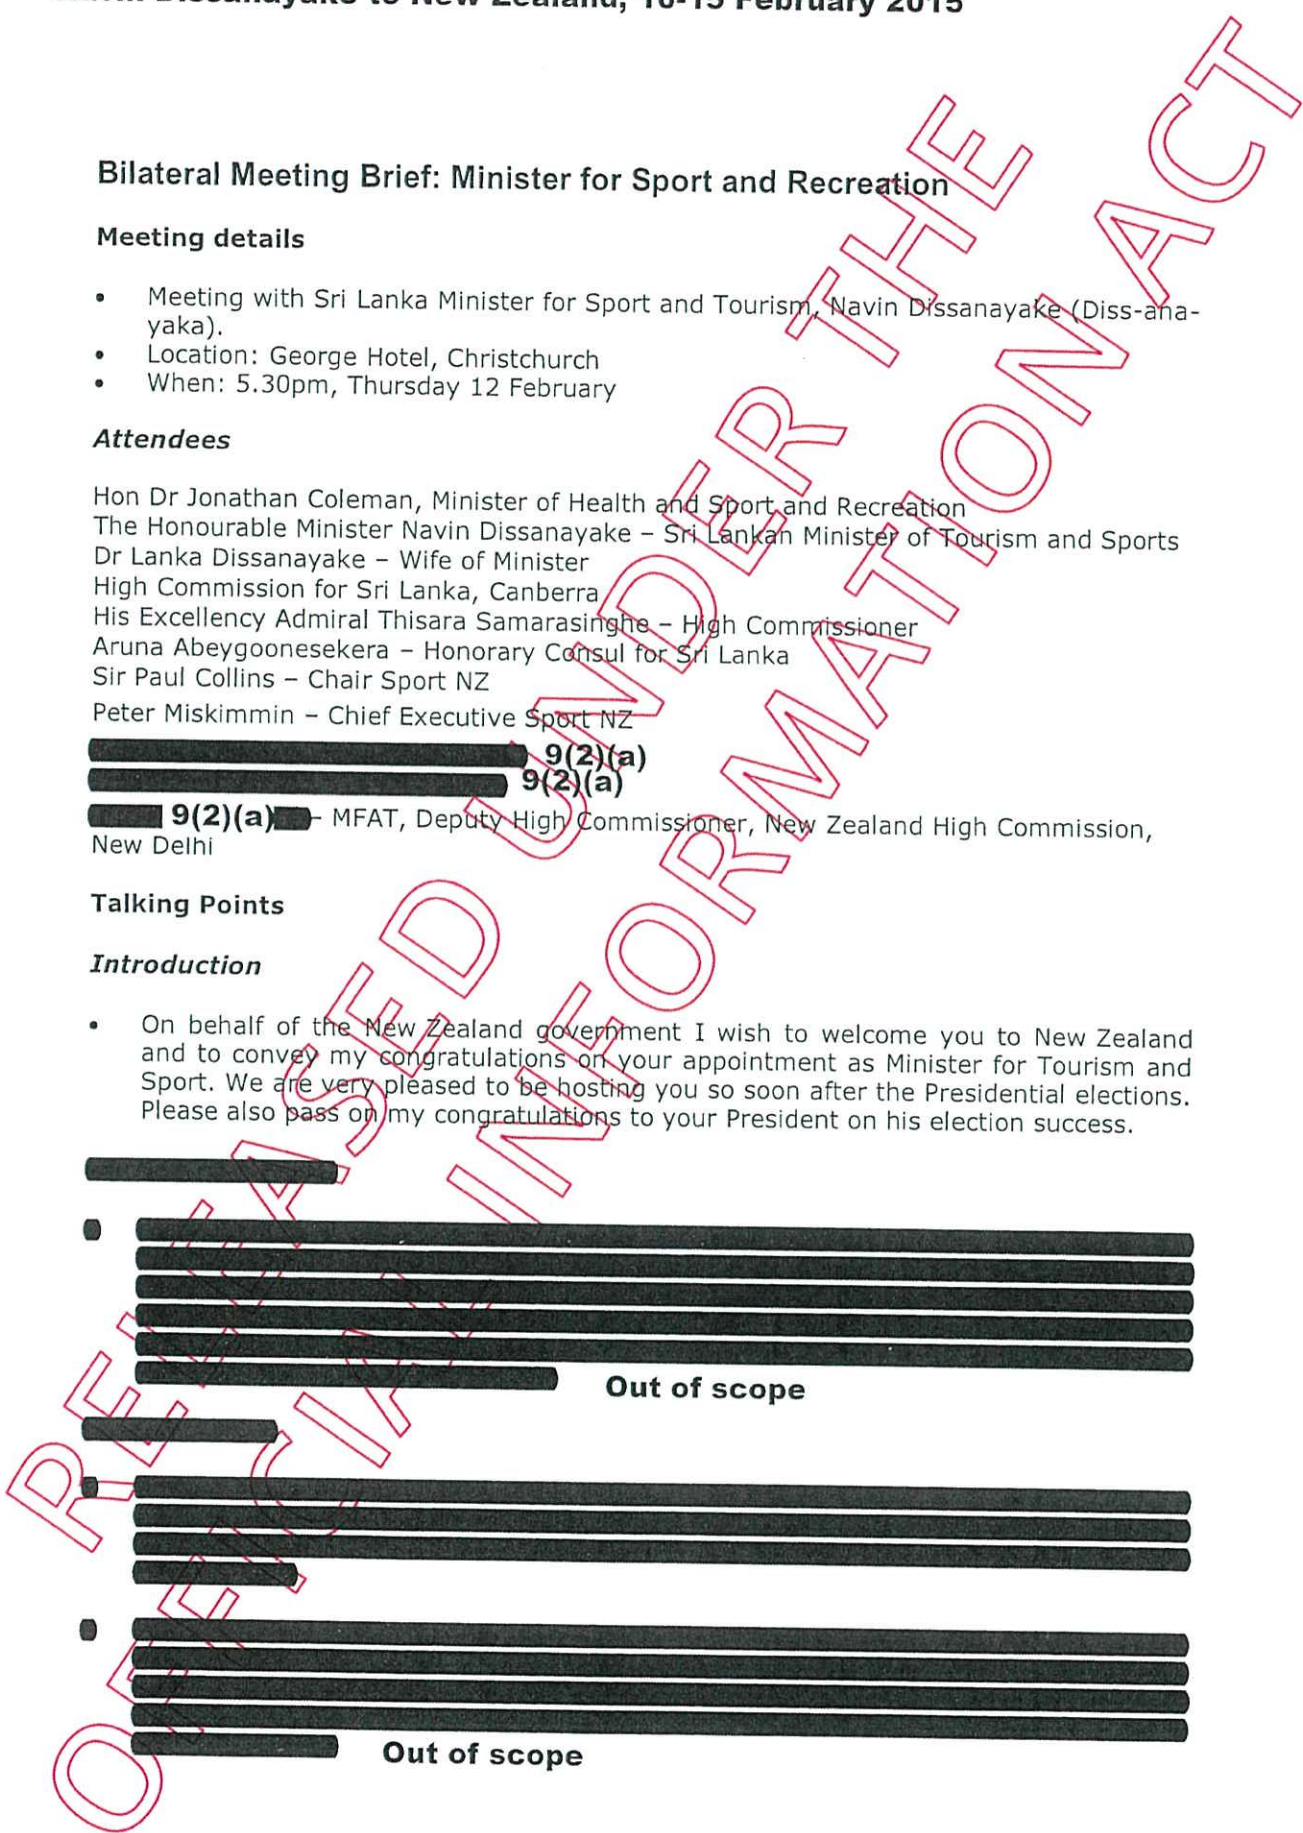 Dissanayake to New Zealand, 10-15 February 2015
Bilateral Meeting Brief: Minister for Sport and Recreation
Meeting details
• Meeting with Sri Lanka Minister for Sport and Tourism, Navin Dissanayake (Diss-ana-
yaka).
• Location: George Hotel, Christchurch
• When: 5.30pm, Thursday 12 February
Attendees
Hon Dr Jonathan Coleman, Minister of Health and Sport and Recreation
The Honourable Minister Navin Dissanayake – Sri Lankan Minister of Tourism and Sports
Dr Lanka Dissanayake – Wife of Minister
High Commission for Sri Lanka, Canberra
His Excellency Admiral Thisara Samarasinghe – High Commissioner
Aruna Abeygoonesekera – Honorary Consul for Sri Lanka
Sir Paul Collins – Chair Sport NZ
Peter Miskimmin – Chief Executive Sport NZ
9(2)(a)
9(2)(a)
9(2)(a) – MFAT, Deputy High Commissioner, New Zealand High Commission,
New Delhi
Talking Points
Introduction
• On behalf of the New Zealand government I wish to welcome you to New Zealand
and to convey my congratulations on your appointment as Minister for Tourism and
Sport. We are very pleased to be hosting you so soon after the Presidential elections.
Please also pass on my congratulations to your President on his election success.
Out of scope
Out of scope
RELEASED UNDER THE
OFFICIAL INFORMATION ACT